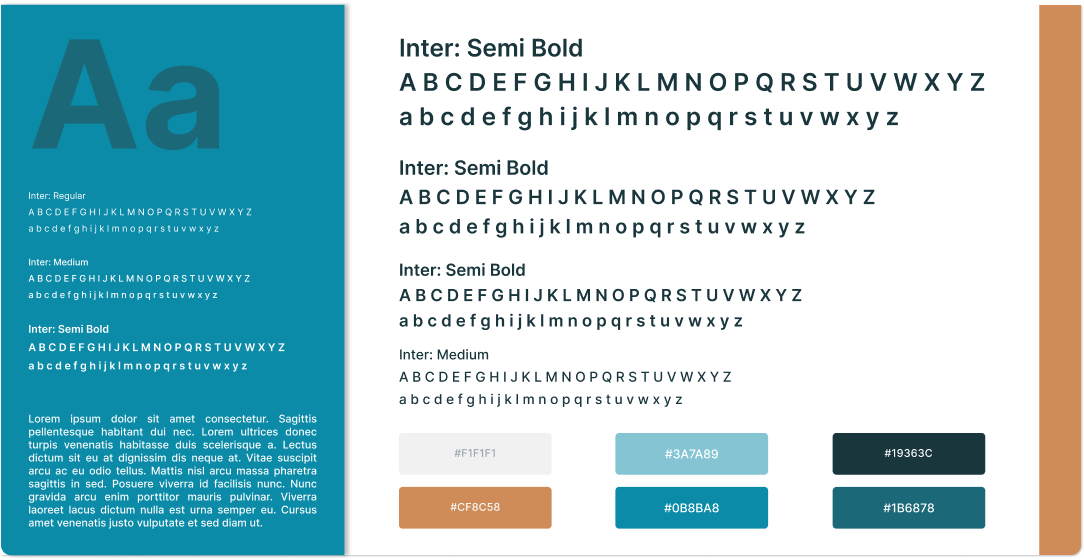 Aa
Inter: Regular
A B C D E F G H I J K L M N O P Q R S T U V W X Y Z
a b c d e f g h i j k l m n o p q r s t u v w x y z
Inter: Medium
A B C D E F G H I J K L M N O P Q R S T U V W X Y Z
a b c d e f g h i j k l m n o p q r s t u v w x y z
Inter: Semi Bold
A B C D E F G H I J K L M N O P Q R S T U V W X Y Z
a b c d e f g h i j k l m n o p q r s t u v w x y z
Lorem ipsum dolor sit amet consectetur. Sagittis
pellentesque habitant dui nec. Lorem ultrices donec
turpis venenatis habitasse duis scelerisque a. Lectus
dictum sit eu at dignissim dis neque at. Vitae suscipit
arcu ac eu odio tellus. Mattis nisl arcu massa pharetra
sagittis in sed. Posuere viverra id facilisis nunc. Nunc
gravida arcu enim porttitor mauris pulvinar. Viverra
laoreet lacus dictum nulla est urna semper eu. Cursus
amet venenatis justo vulputate et sed diam ut.
Inter: Semi Bold
A B C D E F G H I J K L M N O P Q R S T U V W X Y Z
a b c d e f g h i j k l m n o p q r s t u v w x y z
Inter: Semi Bold
A B C D E F G H I J K L M N O P Q R S T U V W X Y Z
a b c d e f g h i j k l m n o p q r s t u v w x y z
Inter: Semi Bold
A B C D E F G H I J K L M N O P Q R S T U V W X Y Z
a b c d e f g h i j k l m n o p q r s t u v w x y z
Inter: Medium
A B C D E F G H I J K L M N O P Q R S T U V W X Y Z
a b c d e f g h i j k l m n o p q r s t u v w x y z
#F1F1F1
#3A7A89
#19363C
#CF8C58
#0B8BA8
#1B6878